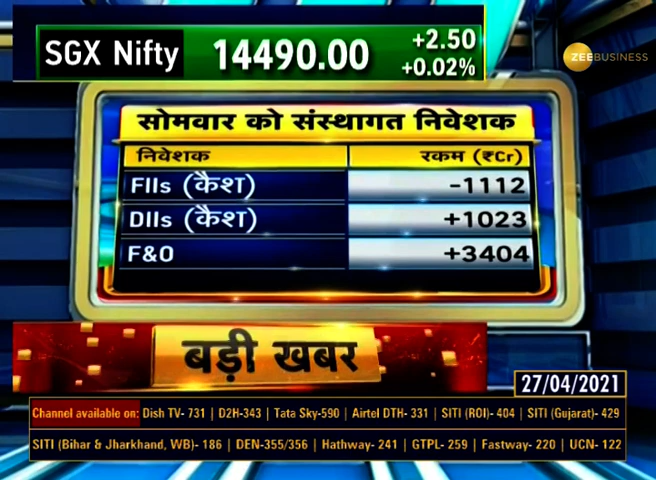 SGX Nifty 14490.00 +2.50
+0.02%
ZEEBUSINESS
सोमवार को संस्थागत निवेशक
निवेशक रकम (₹Cr)
FIIs (कैश) -1112
DIIs (कैश) +1023
F&O +3404
बड़ी खबर
27/04/2021
Channel available on: Dish TV- 731 | D2H-343 | Tata Sky-590 | Airtel DTH- 331 | SITI (ROI)- 404 | SITI (Gujarat)- 429
SITI (Bihar & Jharkhand, WB)- 186 | DEN-355/356 | Hathway- 241 | GTPL- 259 | Fastway- 220 | UCN- 122